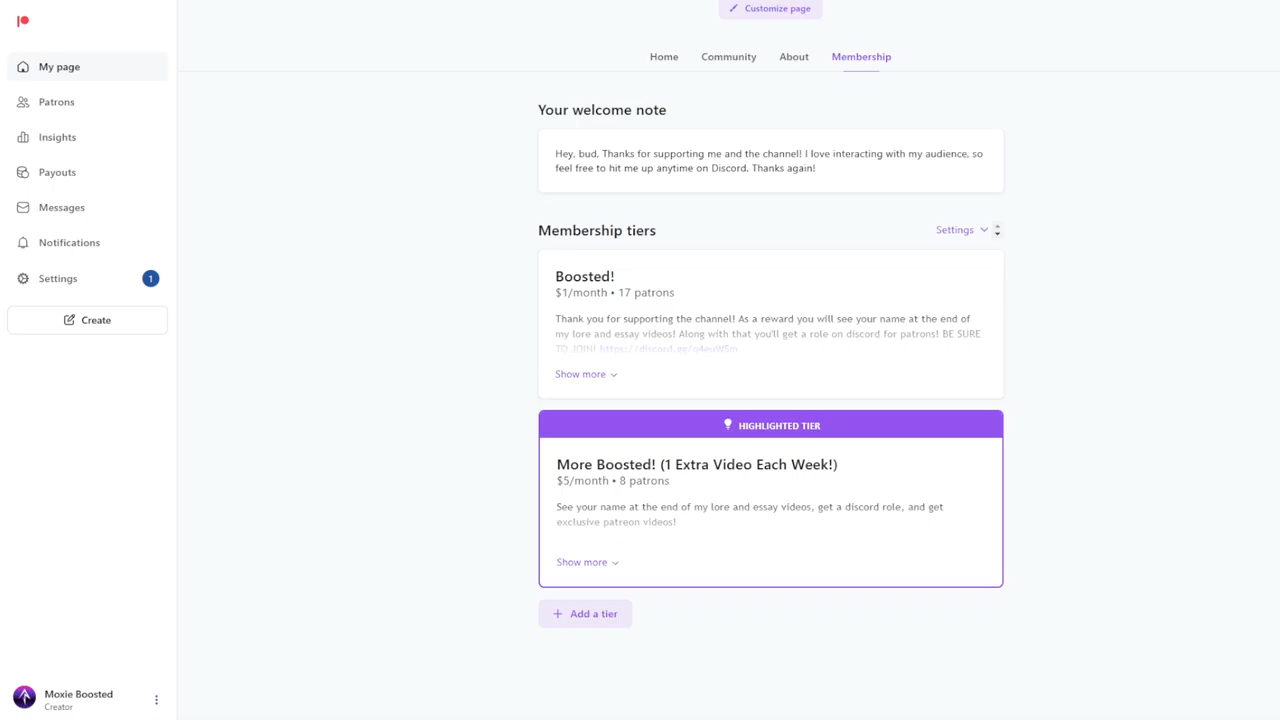 Customize page
Home Community About Membership
My page
Patrons
Insights
Payouts
Messages
Notifications
Settings 1
Create
Your welcome note
Hey, bud. Thanks for supporting me and the channel! I love interacting with my audience, so
feel free to hit me up anytime on Discord. Thanks again!
Membership tiers
Settings
Boosted!
$1/month • 17 patrons
Thank you for supporting the channel! As a reward you will see your name at the end of
my lore and essay videos! Along with that you'll get a role on discord for patrons! BE SURE
TO JOIN!
Show more
HIGHLIGHTED TIER
More Boosted! (1 Extra Video Each Week!)
$5/month • 8 patrons
See your name at the end of my lore and essay videos, get a discord role, and get
exclusive patreon videos!
Show more
+ Add a tier
Moxie Boosted
Creator